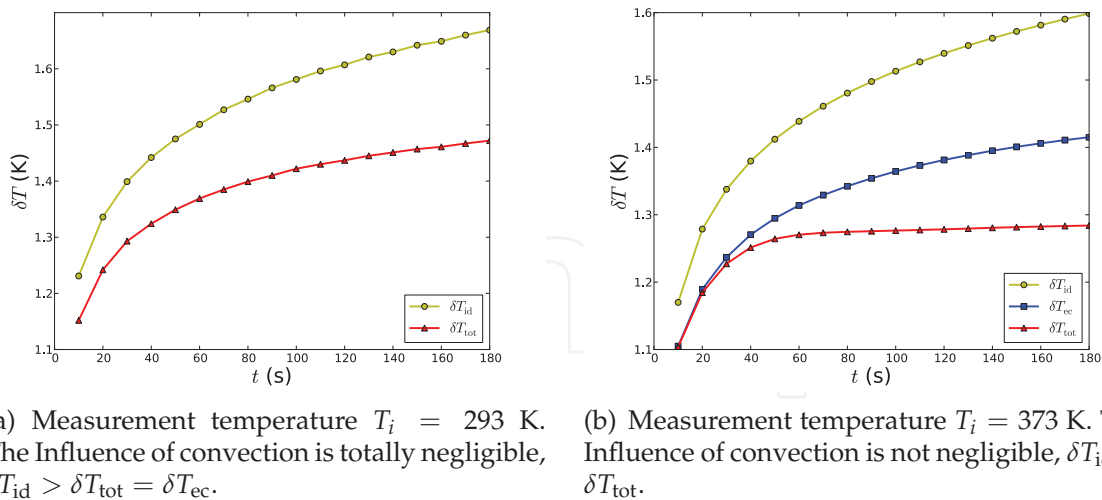 1.6
1.5
1.4
1.3
1.2
1.1
δT (K)
0 20 40 60 80 100 120 140 160 180
t (s)
δT_id
δT_tot
1.6
1.5
1.4
1.3
1.2
1.1
δT (K)
0 20 40 60 80 100 120 140 160 180
t (s)
δT_id
δT_ec
δT_tot
) Measurement temperature T_i = 293 K.
he Influence of convection is totally negligible,
T_id > δT_tot = δT_ec.
(b) Measurement temperature T_i = 373 K.
Influence of convection is not negligible, δT_i
δT_tot.